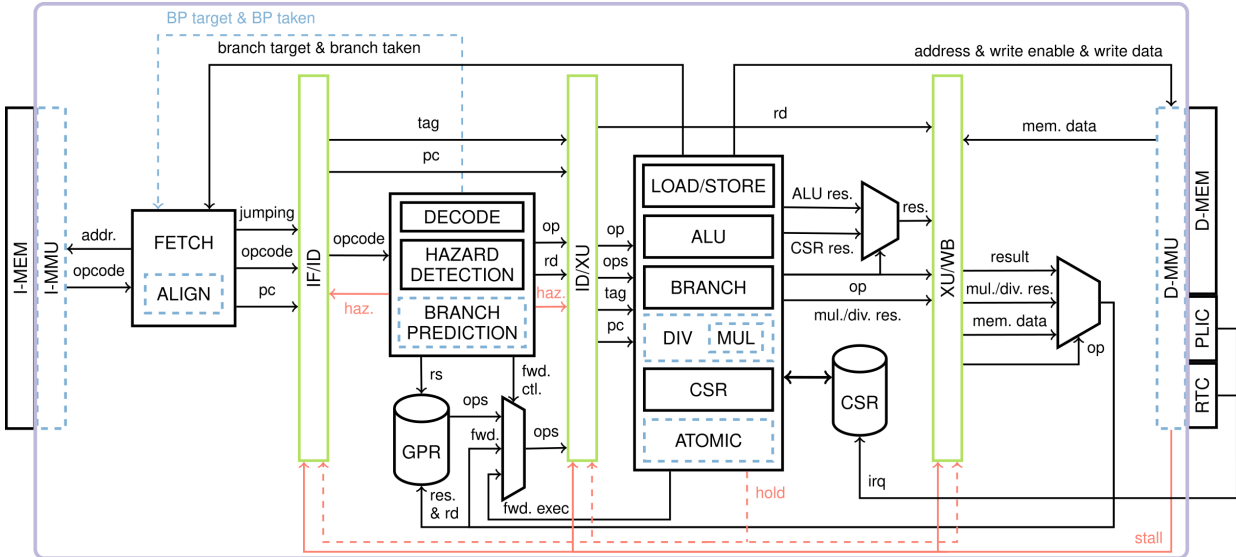 BP target & BP taken
branch target & branch taken
address & write enable & write data
tag
rd
mem. data
pc
I-MEM
I-MMU
addr.
opcode
FETCH
ALIGN
jumping
opcode
pc
IF/ID
opcode
haz.
DECODE
HAZARD
DETECTION
BRANCH
PREDICTION
op
rd
haz.
ID/XU
op
ops
tag
pc
LOAD/STORE
ALU
BRANCH
DIV
MUL
CSR
ATOMIC
ALU res.
CSR res.
res.
op
mul./div. res.
CSR
XU/WB
result
mul./div. res.
mem. data
op
D-MMU
D-MEM
PLIC
RTC
rs
fwd.
ctl.
GPR
ops
fwd.
ops
res.
& rd
fwd. exec
hold
irq
stall